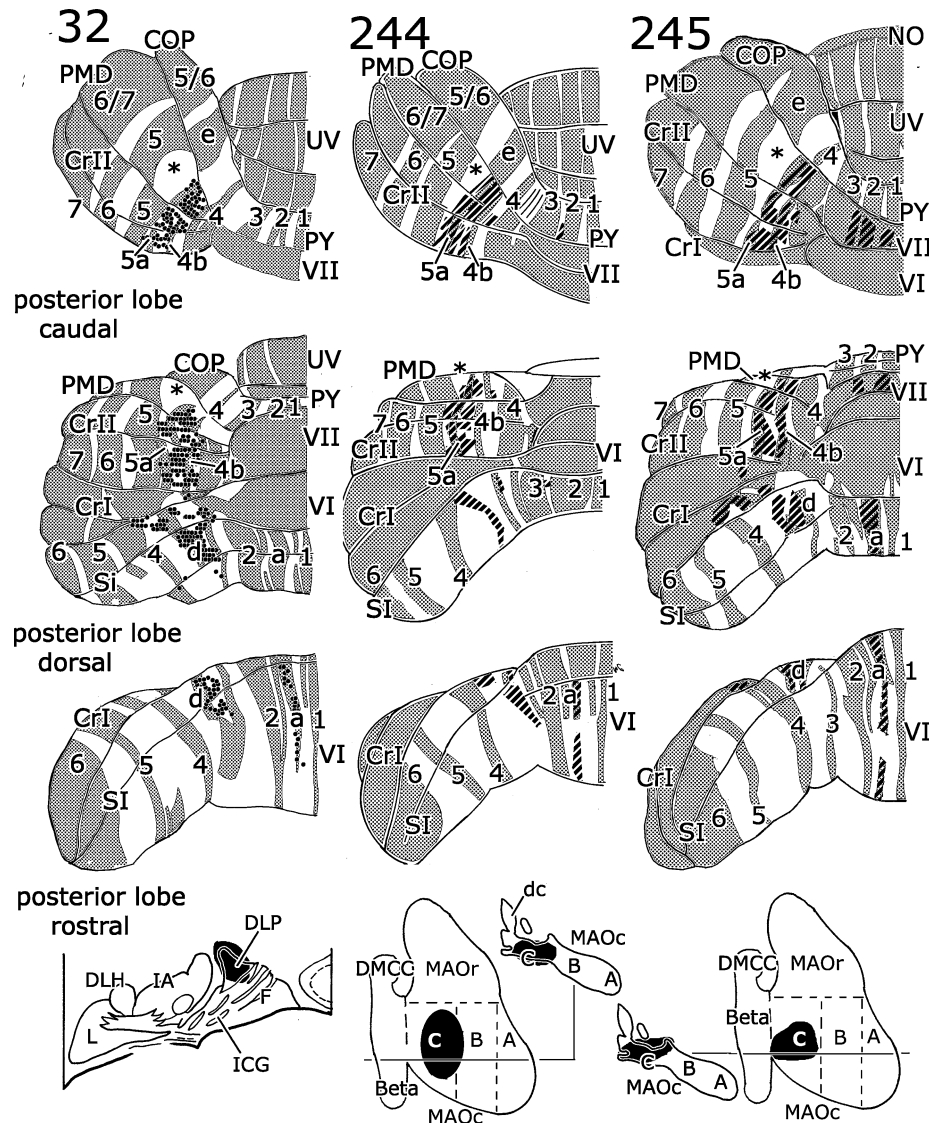 32
COP
PMD
5/6
6/7
5
e
UV
CrII
*
7
6
5
4
3
2
1
PY
5a
4b
VII
244
PMD
COP
5/6
6/7
e
UV
7
6
5
*
CrII
4
3
2
1
PY
5a
4b
VII
245
NO
COP
PMD
e
CrII
UV
*
4
7
6
5
3
2
1
PY
CrI
VII
5a
4b
VI
posterior lobe
caudal
COP
UV
PMD
*
5
4
3
2
1
PY
CrII
VII
7
6
5a
4b
CrI
VI
6
5
4
d
2
a
1
Si
PMD
*
7
6
5
4b
4
CrII
5a
VI
3
2
1
CrI
6
5
4
SI
PMD
*
3
2
PY
VII
7
6
5
4
CrII
5a
4b
VI
CrI
d
4
2
a
1
6
5
SI
posterior lobe
dorsal
d
CrI
2
a
1
6
5
4
VI
SI
2
a
1
VI
CrI
6
5
4
SI
d
2
a
1
4
3
VI
CrI
6
5
SI
posterior lobe
rostral
DLP
DLH
IA
F
L
ICG
dc
MAOc
C
B
A
DMCC
MAOr
C
B
A
Beta
MAOc
C
B
A
MAOc
DMCC
MAOr
Beta
C
B
A
MAOc